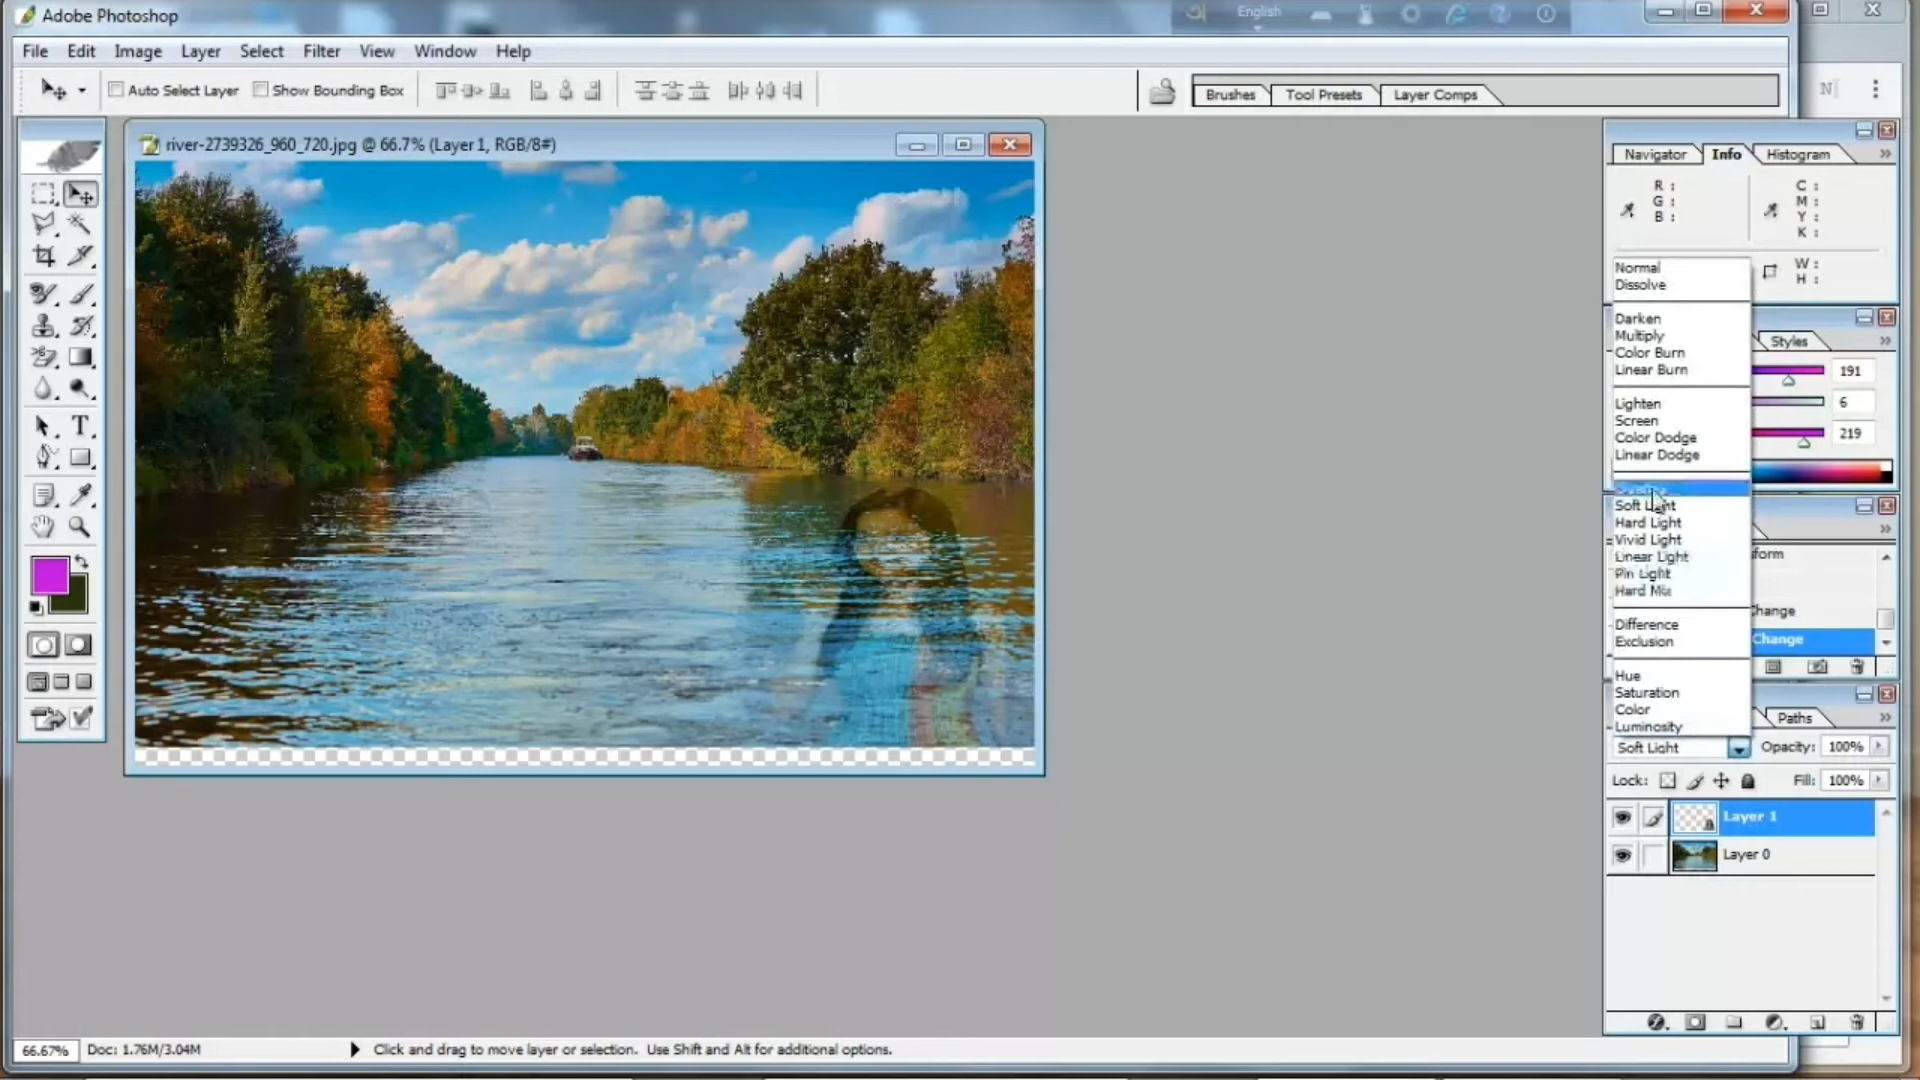 Adobe Photoshop
English
File Edit Image Layer Select Filter View Window Help
Auto Select Layer Show Bounding Box
Brushes Tool Presets Layer Comps
river-2739326_960_720.jpg @ 66.7% (Layer 1, RGB/8#)
Navigator Info Histogram
R :
G :
B :
C :
M :
Y :
K :
W :
H :
Normal
Dissolve
Darken
Multiply
Color Burn
Linear Burn
Lighten
Screen
Color Dodge
Linear Dodge
Soft Light
Hard Light
Vivid Light
Linear Light
Pin Light
Hard Mix
Difference
Exclusion
Hue
Saturation
Color
Luminosity
Styles
191
6
219
Change
Change
Paths
Soft Light Opacity: 100%
Lock: Fill: 100%
Layer 1
Layer 0
66.67% Doc: 1.76M/3.04M Click and drag to move layer or selection. Use Shift and Alt for additional options.